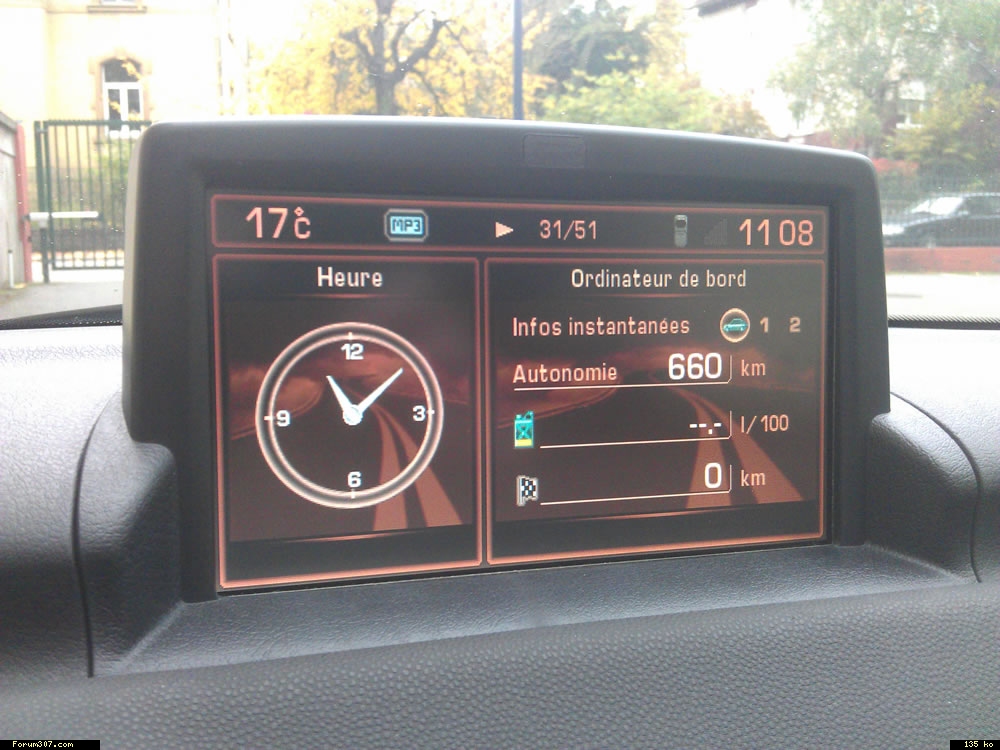 17°C MP3 31/51 11 08
Heure
12
9
3
6
Ordinateur de bord
Infos instantanées 1 2
Autonomie 660 km
--.- l/100
0 km
Forum307.com
135 ko